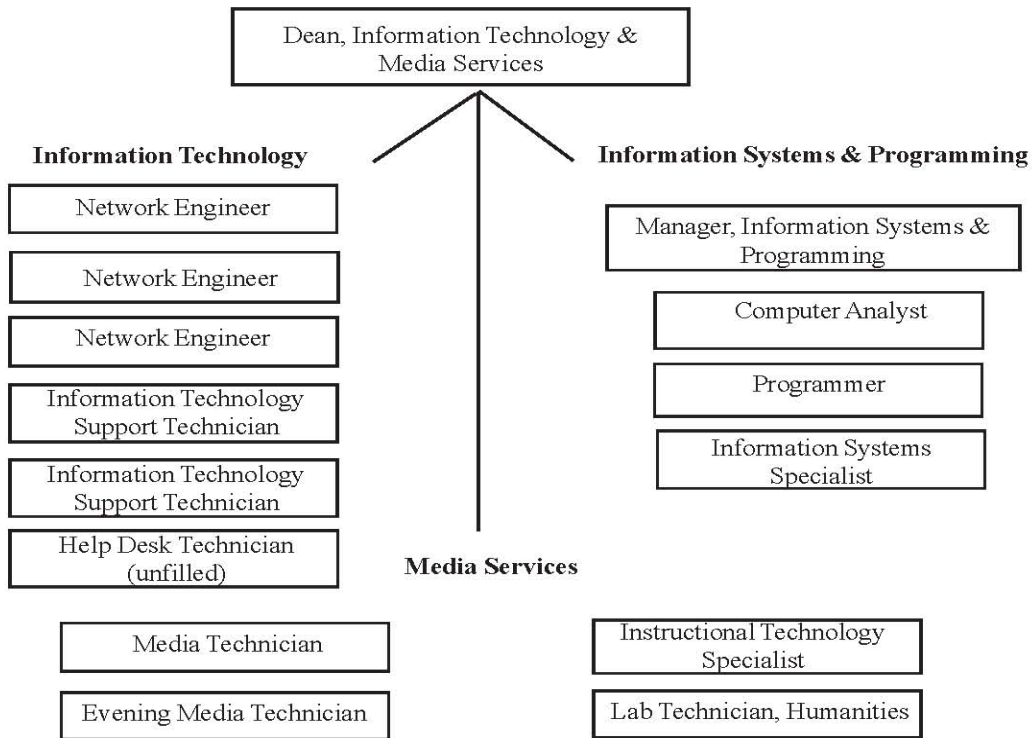 Dean, Information Technology &
Media Services
Information Technology
Network Engineer
Network Engineer
Network Engineer
Information Technology
Support Technician
Information Technology
Support Technician
Help Desk Technician
(unfilled)
Information Systems & Programming
Manager, Information Systems &
Programming
Computer Analyst
Programmer
Information Systems
Specialist
Media Services
Media Technician
Evening Media Technician
Instructional Technology
Specialist
Lab Technician, Humanities